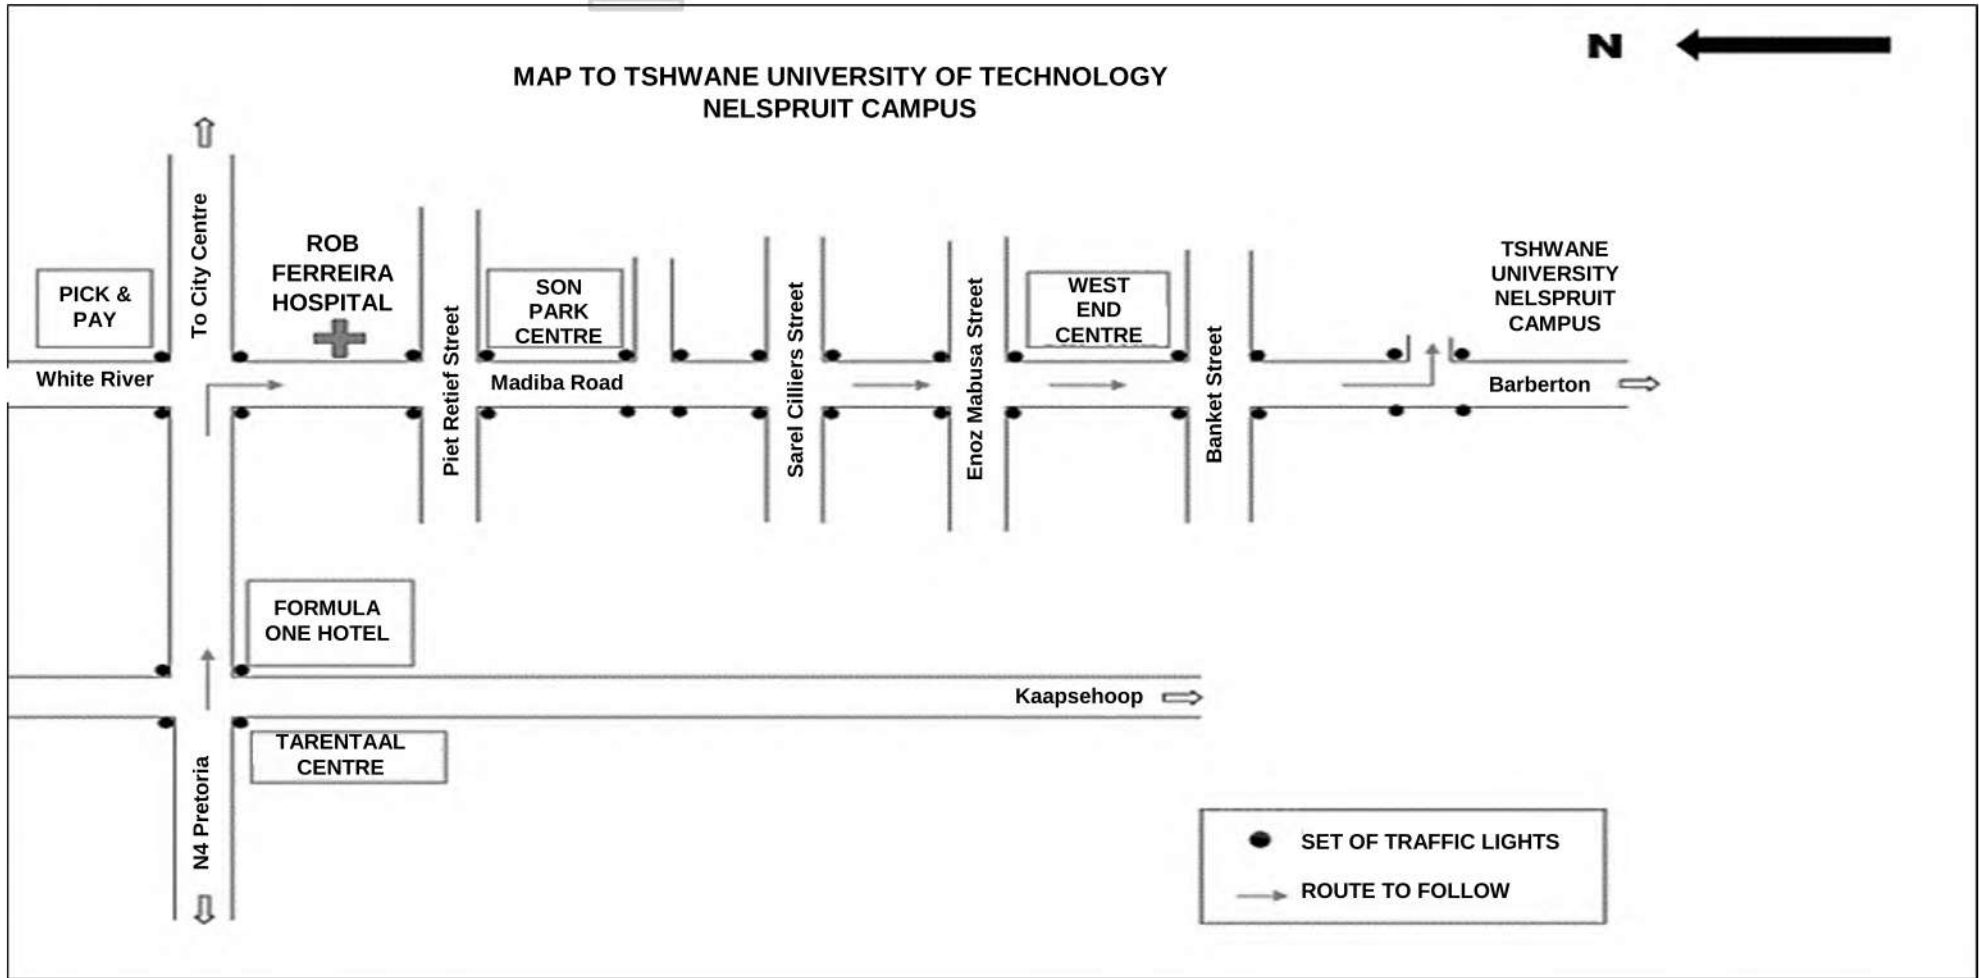 N
MAP TO TSHWANE UNIVERSITY OF TECHNOLOGY
NELSPRUIT CAMPUS
To City Centre
PICK &
PAY
ROB
FERREIRA
HOSPITAL
Piet Retief Street
SON
PARK
CENTRE
Sarel Cilliers Street
Enoz Mabusa Street
WEST
END
CENTRE
Banket Street
TSHWANE
UNIVERSITY
NELSPRUIT
CAMPUS
White River
Madiba Road
Barberton
FORMULA
ONE HOTEL
Kaapsehoop
TARENTAAL
CENTRE
N4 Pretoria
SET OF TRAFFIC LIGHTS
ROUTE TO FOLLOW